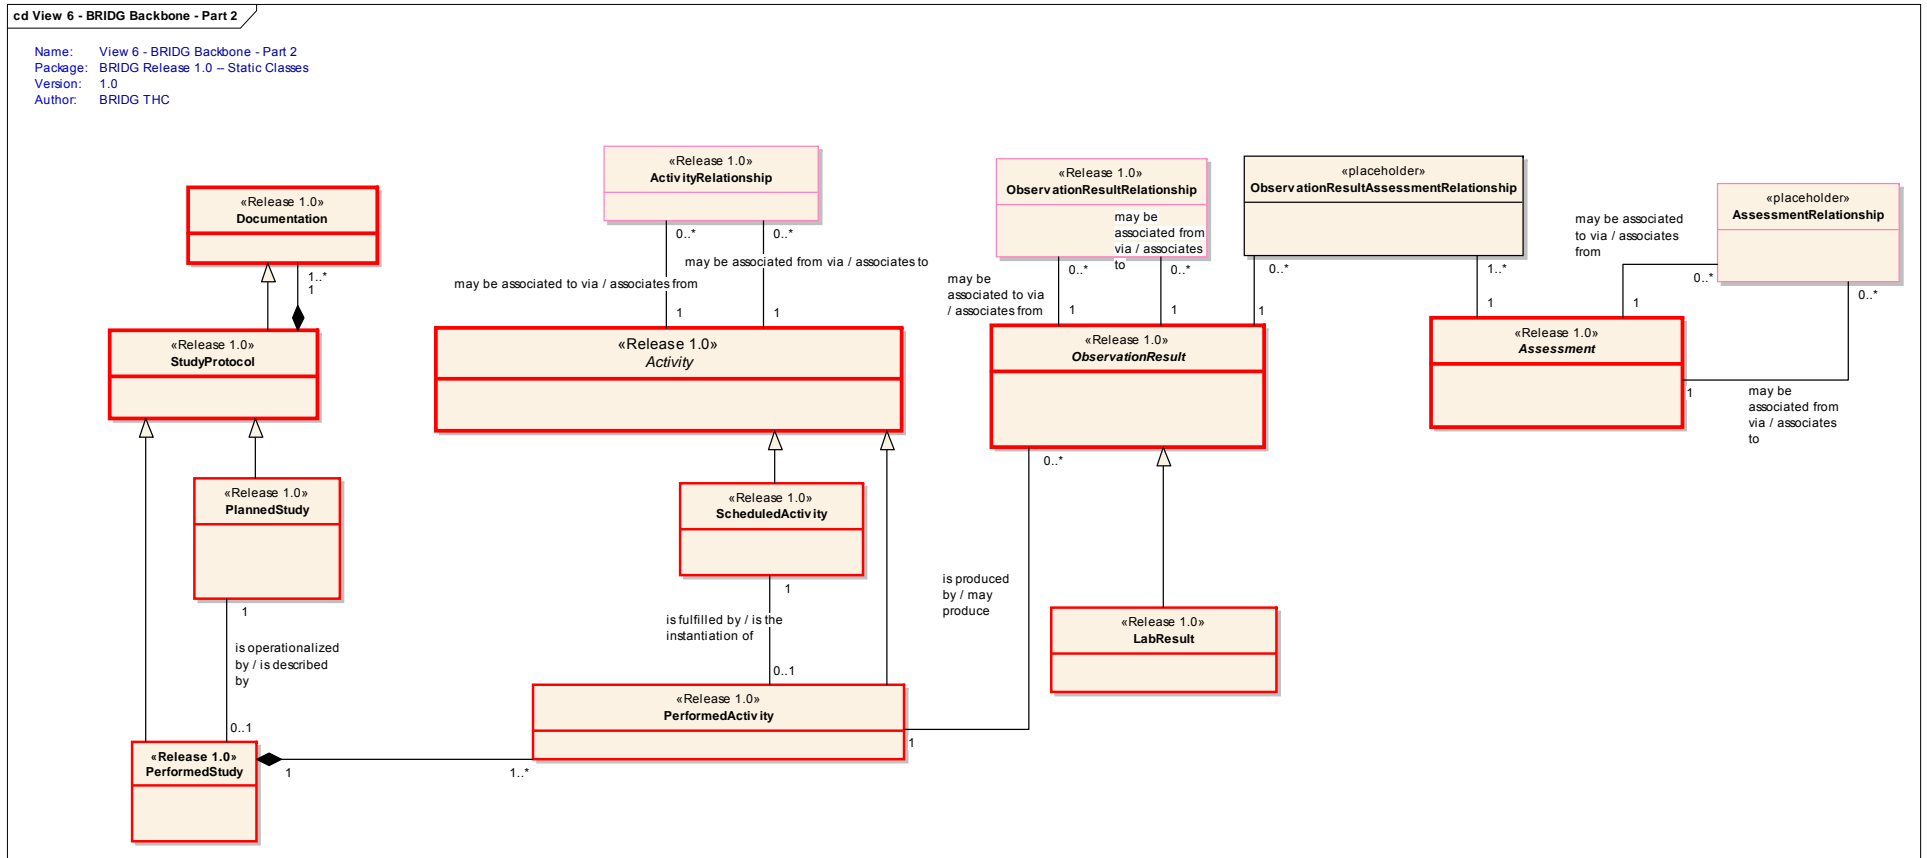 cd View 6 - BRIDG Backbone - Part 2
Name: View 6 - BRIDG Backbone - Part 2
Package: BRIDG Release 1.0 -- Static Classes
Version: 1.0
Author: BRIDG THC
«Release 1.0»
Documentation
1..*
1
«Release 1.0»
StudyProtocol
«Release 1.0»
PlannedStudy
1
is operationalized
by / is described
by
0..1
«Release 1.0»
PerformedStudy
1
1..*
«Release 1.0»
ActivityRelationship
0..*
0..*
may be associated from via / associates to
may be associated to via / associates from
1
1
«Release 1.0»
Activity
«Release 1.0»
ScheduledActivity
1
is fulfilled by / is the
instantiation of
0..1
«Release 1.0»
PerformedActivity
1
is produced
by / may
produce
0..*
«Release 1.0»
ObservationResultRelationship
may be
associated from
via / associates
to
0..*
0..*
may be
associated to via
/ associates from
1
1
«Release 1.0»
ObservationResult
«Release 1.0»
LabResult
«placeholder»
ObservationResultAssessmentRelationship
0..*
1..*
1
1
«Release 1.0»
Assessment
may be associated
to via / associates
from
«placeholder»
AssessmentRelationship
0..*
0..*
1
1
may be
associated from
via / associates
to